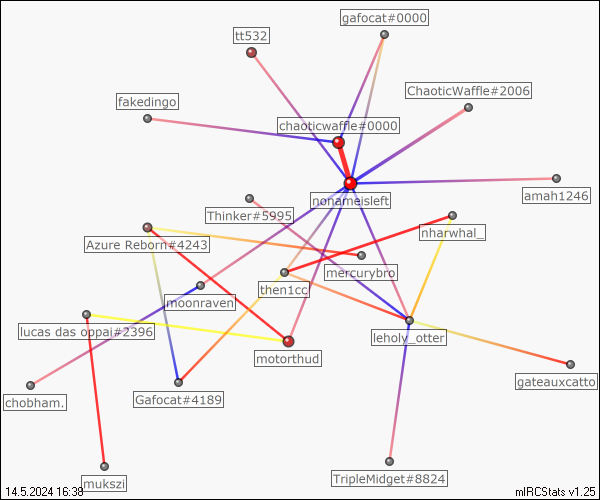 gafocat#0000
tt532
ChaoticWaffle#2006
fakedingo
chaoticwaffle#0000
nonameisleft
amah1246
Thinker#5995
nharwhal_
Azure Reborn#4243
mercurybro
then1cc
moonraven
lucas das oppai#2396
leholy_otter
motorthud
gateauxcatto
chobham.
Gafocat#4189
mukszi
TripleMidget#8824
14.5.2024 16:38
mIRCStats v1.25